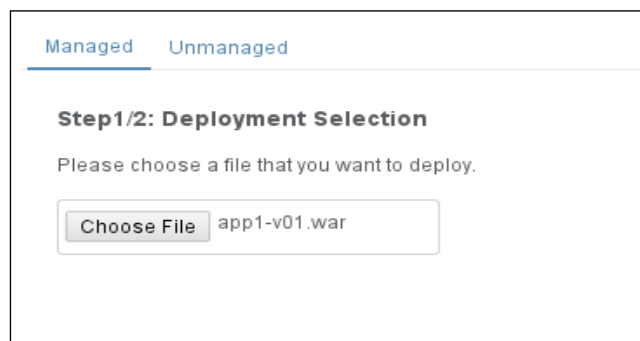 Managed Unmanaged
Step1/2: Deployment Selection
Please choose a file that you want to deploy.
Choose File app1-v01.war